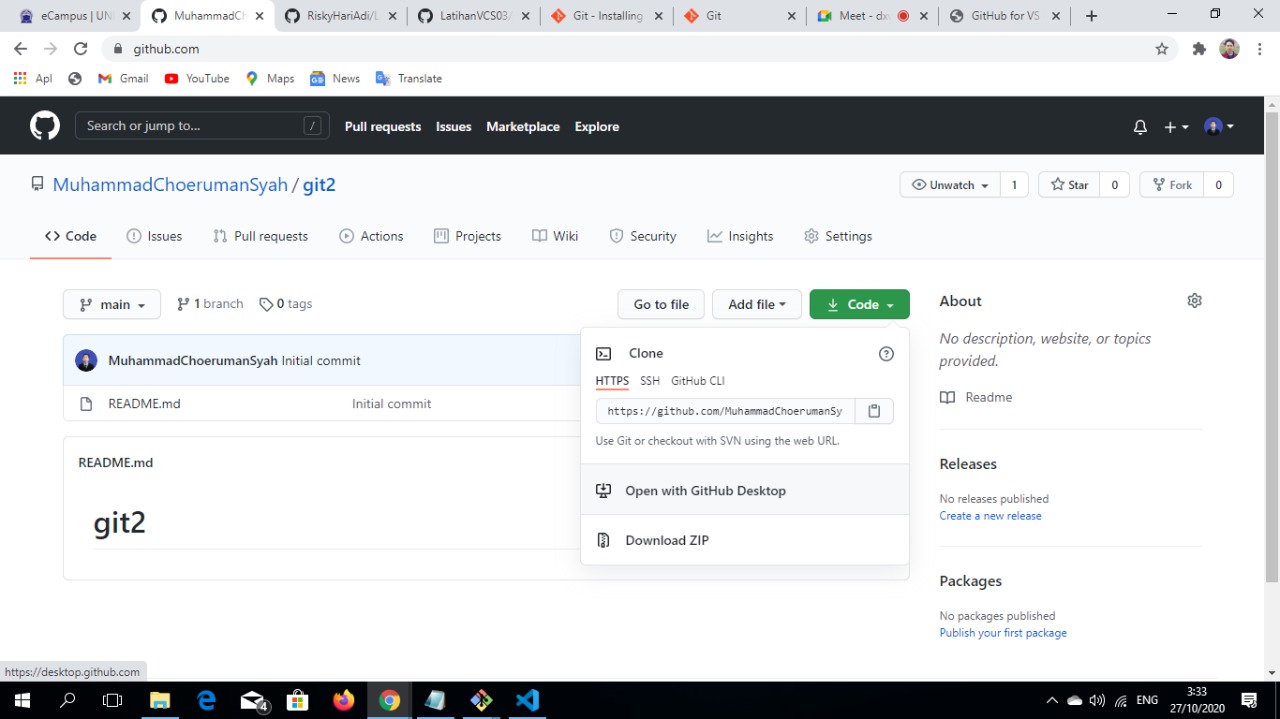 eCampus | UNI
MuhammadCh
RiskyHariAdi/L
LatihanVCS03/
Git - Installing
Git
Meet - dx
GitHub for VS
github.com
Apl
Gmail
YouTube
Maps
News
Translate
Search or jump to...
/
Pull requests
Issues
Marketplace
Explore
MuhammadChoerumanSyah / git2
Unwatch
1
Star
0
Fork
0
Code
Issues
Pull requests
Actions
Projects
Wiki
Security
Insights
Settings
main
1 branch
0 tags
Go to file
Add file
Code
MuhammadChoerumanSyah Initial commit
README.md
Initial commit
README.md
git2
Clone
HTTPS
SSH
GitHub CLI
https://github.com/MuhammadChoerumanSy
Use Git or checkout with SVN using the web URL.
Open with GitHub Desktop
Download ZIP
About
No description, website, or topics
provided.
Readme
Releases
No releases published
Create a new release
Packages
No packages published
Publish your first package
https://desktop.github.com
4
ENG
3:33
27/10/2020